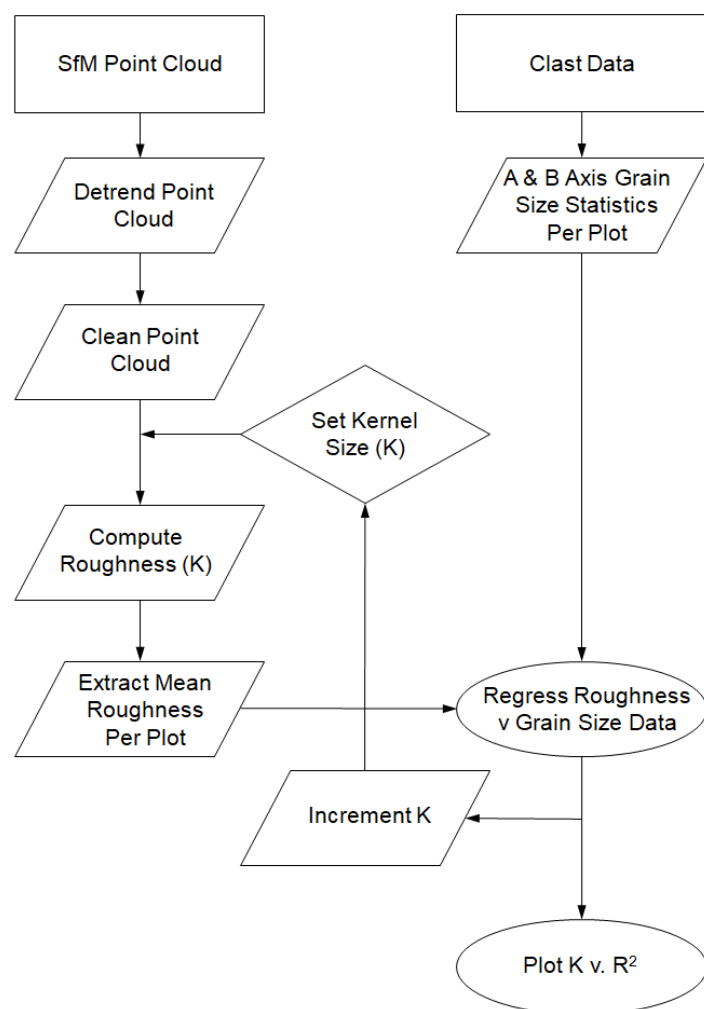 SfM Point Cloud
Clast Data
Detrend Point
Cloud
A & B Axis Grain
Size Statistics
Per Plot
Clean Point
Cloud
Set Kernel
Size (K)
Compute
Roughness (K)
Extract Mean
Roughness
Per Plot
Regress Roughness
v Grain Size Data
Increment K
Plot K v. R²